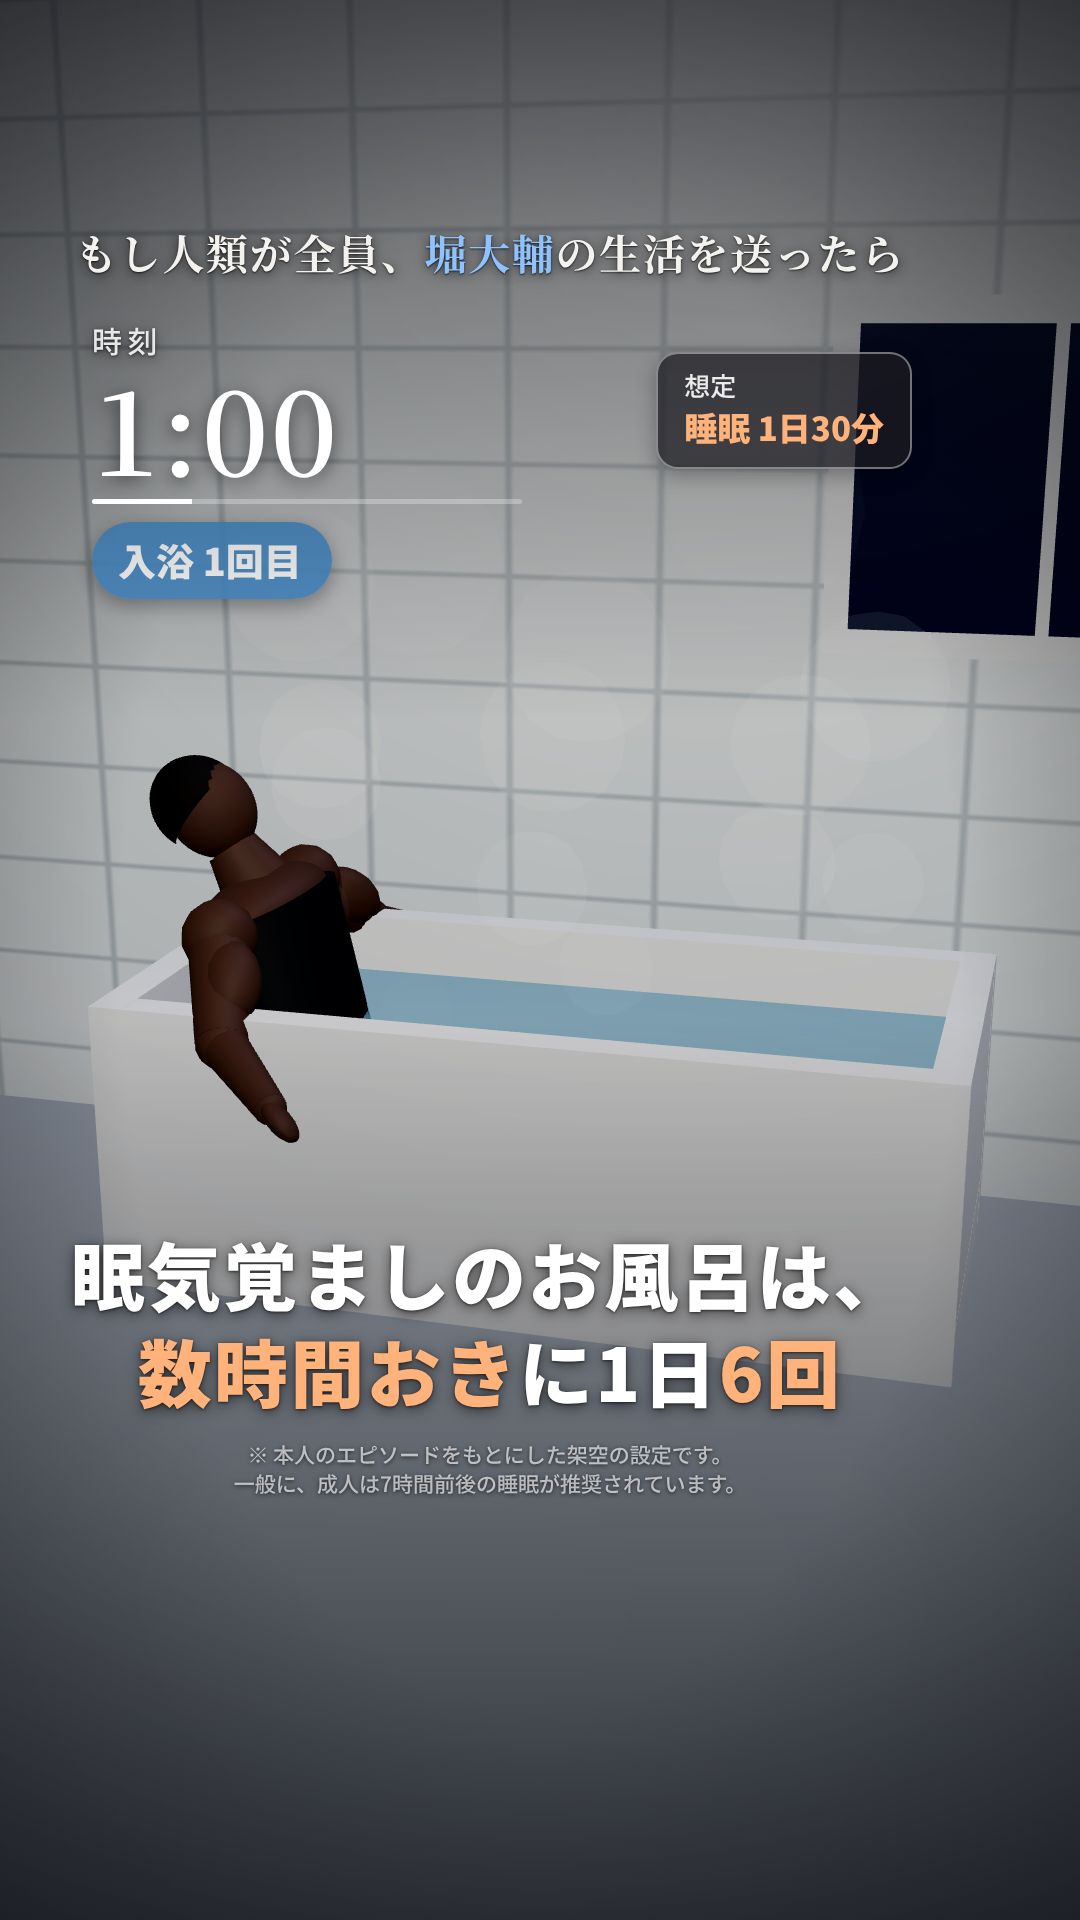 もし人類が全員、堀大輔の生活を送ったら
時刻
1:00
想定
睡眠 1日30分
入浴 1回目
眠気覚ましのお風呂は、
数時間おきに1日6回
※ 本人のエピソードをもとにした架空の設定です。
一般に、成人は7時間前後の睡眠が推奨されています。